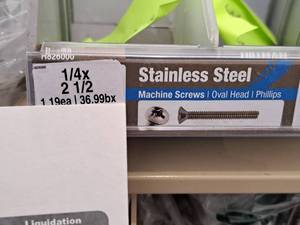 H826000
1/4x
2 1/2
1.19ea | 36.99bx
Stainless Steel
Machine Screws | Oval Head | Phillips
Liquidation